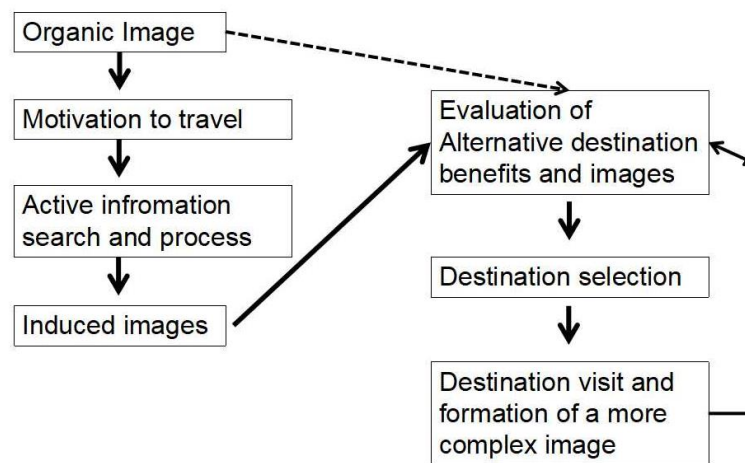 Organic Image
Motivation to travel
Active infromation
search and process
Induced images
Evaluation of
Alternative destination
benefits and images
Destination selection
Destination visit and
formation of a more
complex image